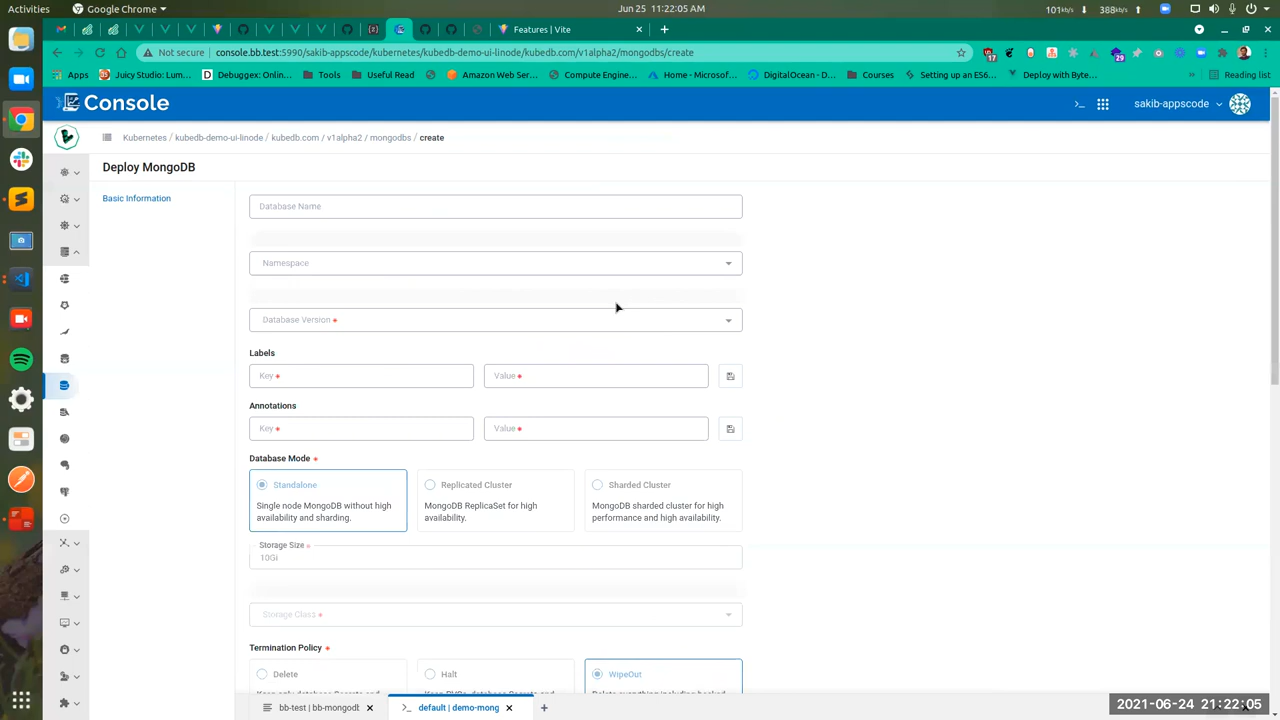 Activities
Jun 25 11:22:05 AM
101kB/s
388kB/s
Features | Vite
Not secure | console.bb.test:5990/sakib-appscode/kubernetes/kubedb-demo-ui-linode/kubedb.com/v1alpha2/mongodbs/create
17
29
Apps
Juicy Studio: Lum...
Debuggex: Onlin...
Tools
Useful Read
Amazon Web Ser...
Compute Engine...
Home - Microsof...
DigitalOcean - D...
Courses
Setting up an ES6...
Deploy with Byte...
Reading list
Console
sakib-appscode
Kubernetes / kubedb-demo-ui-linode / kubedb.com / v1alpha2 / mongodbs / create
Deploy MongoDB
Basic Information
Database Name
Namespace
Database Version *
Labels
Key *
Value *
Annotations
Key *
Value *
Database Mode *
Standalone
Single node MongoDB without high
availability and sharding.
Replicated Cluster
MongoDB ReplicaSet for high
availability.
Sharded Cluster
MongoDB sharded cluster for high
performance and high availability.
Storage Size *
10Gi
Storage Class *
Termination Policy *
Delete
Halt
WipeOut
bb-test | bb-mongodb
default | demo-mong
2021-06-24 21:22:05